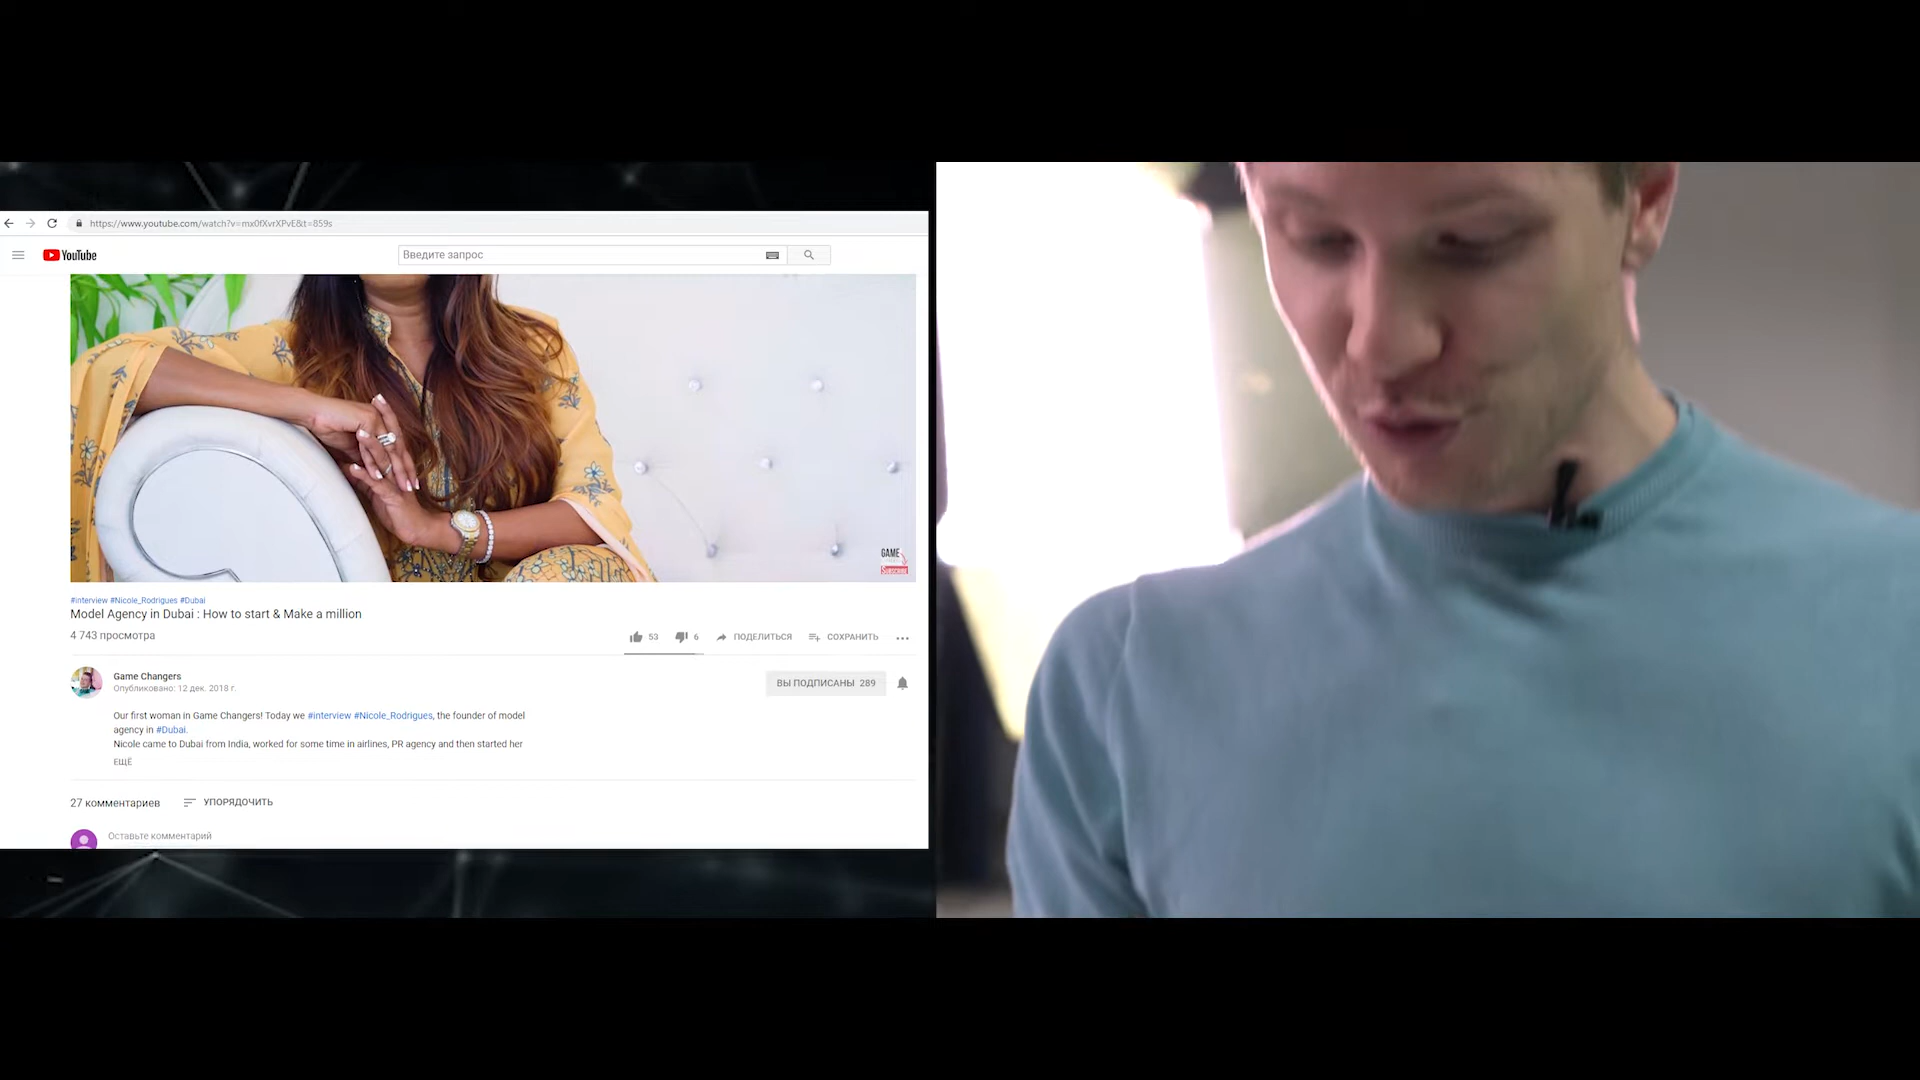 https://www.youtube.com/watch?v=mx0fXvrXPvE&t=859s
YouTube
Введите запрос
GAME
SUBSCRIBE
#interview #Nicole_Rodrigues #Dubai
Model Agency in Dubai : How to start & Make a million
4 743 просмотра
53
6
ПОДЕЛИТЬСЯ
СОХРАНИТЬ
Game Changers
Опубликовано: 12 дек. 2018 г.
ВЫ ПОДПИСАНЫ 289
Our first woman in Game Changers! Today we #interview #Nicole_Rodrigues, the founder of model
agency in #Dubai.
Nicole came to Dubai from India, worked for some time in airlines, PR agency and then started her
ЕЩЁ
27 комментариев
УПОРЯДОЧИТЬ
Оставьте комментарий